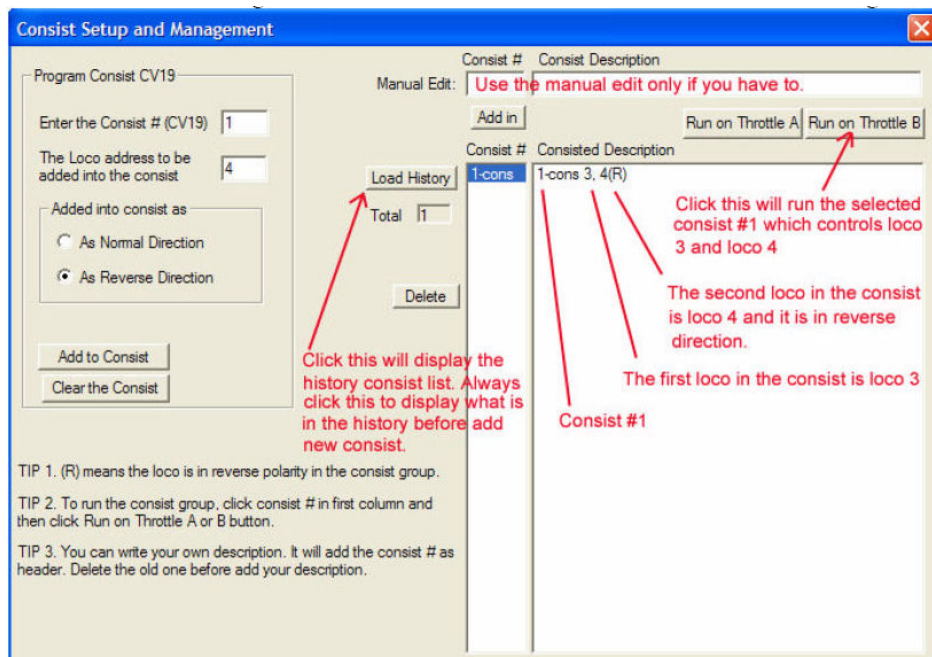 Consist Setup and Management
Program Consist CV19
Enter the Consist # (CV19) 1
The Loco address to be
added into the consist 4
Added into consist as
As Normal Direction
As Reverse Direction
Add to Consist
Clear the Consist
Consist # Consist Description
Manual Edit: Use the manual edit only if you have to.
Add in
Run on Throttle A Run on Throttle B
Consist # Consisted Description
1-cons 1-cons 3, 4(R)
Load History
Total 1
Delete
Click this will run the selected
consist #1 which controls loco
3 and loco 4
The second loco in the consist
is loco 4 and it is in reverse
direction.
The first loco in the consist is loco 3
Consist #1
Click this will display the
history consist list. Always
click this to display what is
in the history before add
new consist.
TIP 1. (R) means the loco is in reverse polarity in the consist group.
TIP 2. To run the consist group, click consist # in first column and
then click Run on Throttle A or B button.
TIP 3. You can write your own description. It will add the consist # as
header. Delete the old one before add your description.